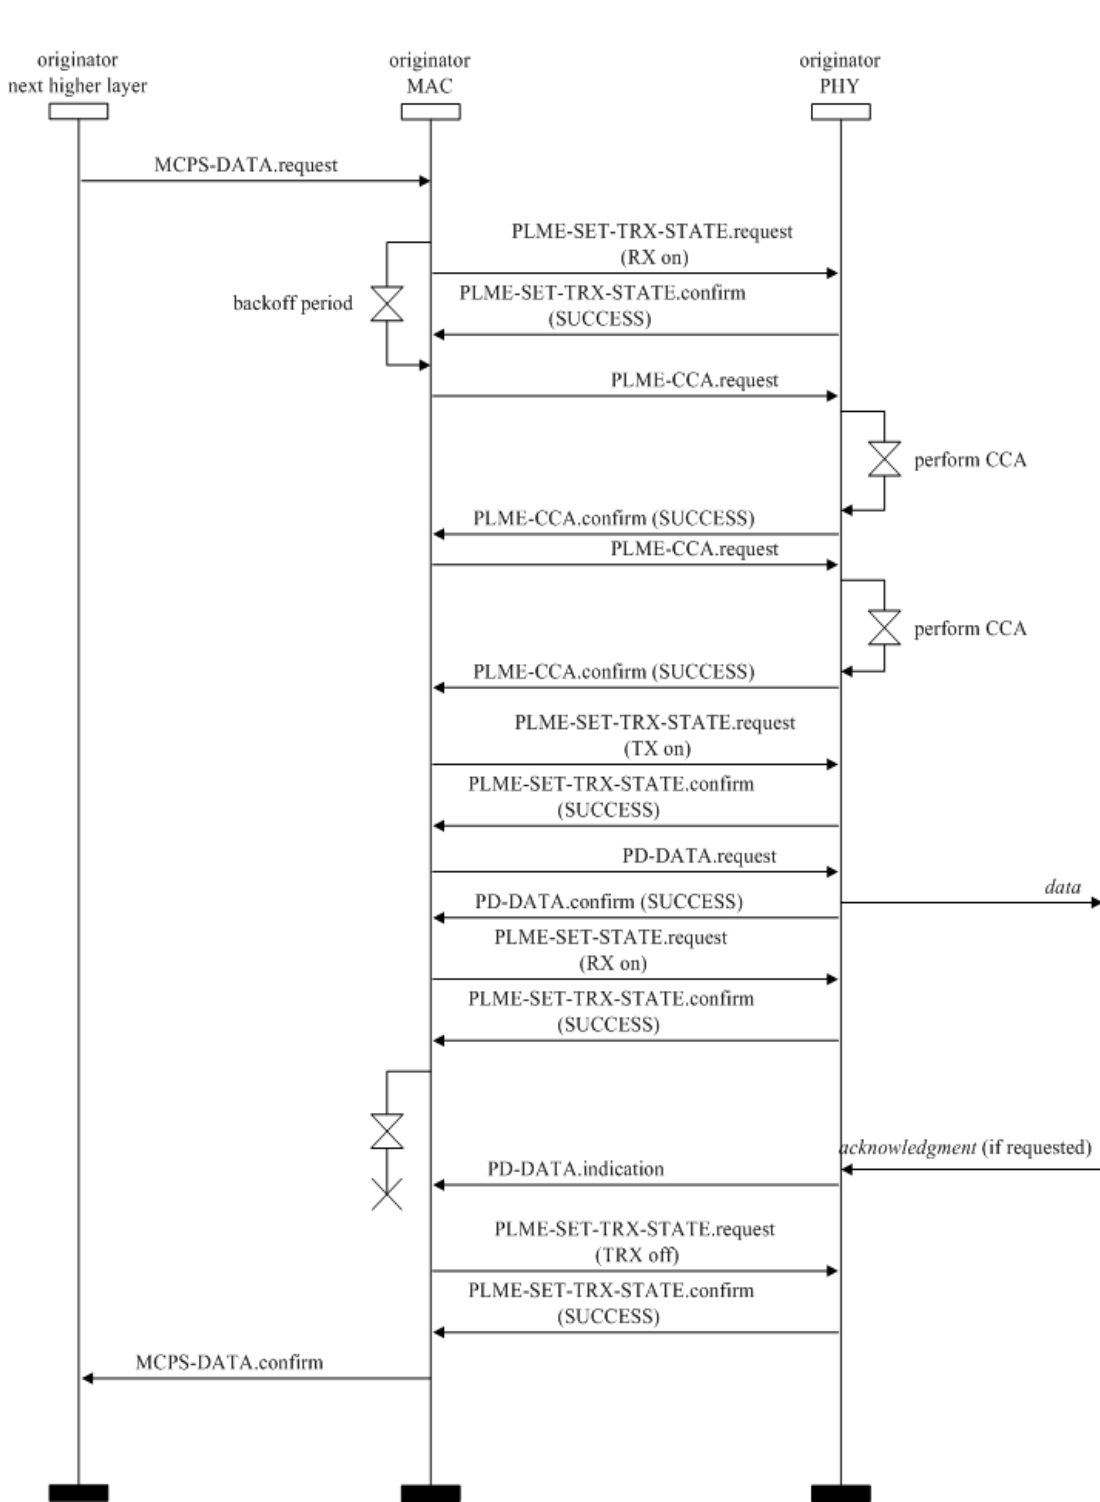 originator
next higher layer
originator
MAC
originator
PHY
MCPS-DATA.request
PLME-SET-TRX-STATE.request
(RX on)
backoff period
PLME-SET-TRX-STATE.confirm
(SUCCESS)
PLME-CCA.request
perform CCA
PLME-CCA.confirm (SUCCESS)
PLME-CCA.request
perform CCA
PLME-CCA.confirm (SUCCESS)
PLME-SET-TRX-STATE.request
(TX on)
PLME-SET-TRX-STATE.confirm
(SUCCESS)
PD-DATA.request
data
PD-DATA.confirm (SUCCESS)
PLME-SET-STATE.request
(RX on)
PLME-SET-TRX-STATE.confirm
(SUCCESS)
acknowledgment (if requested)
PD-DATA.indication
PLME-SET-TRX-STATE.request
(TRX off)
PLME-SET-TRX-STATE.confirm
(SUCCESS)
MCPS-DATA.confirm